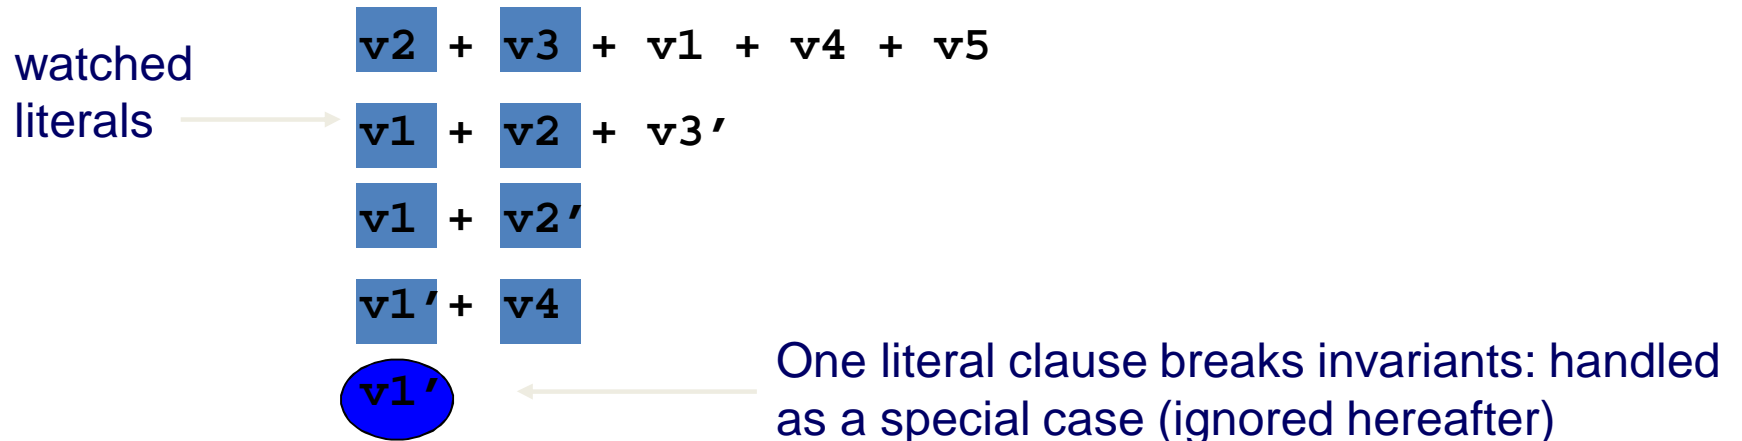 watched
literals
v2 + v3 + v1 + v4 + v5
v1 + v2 + v3’
v1 + v2’
v1’+ v4
v1’
One literal clause breaks invariants: handled
as a special case (ignored hereafter)